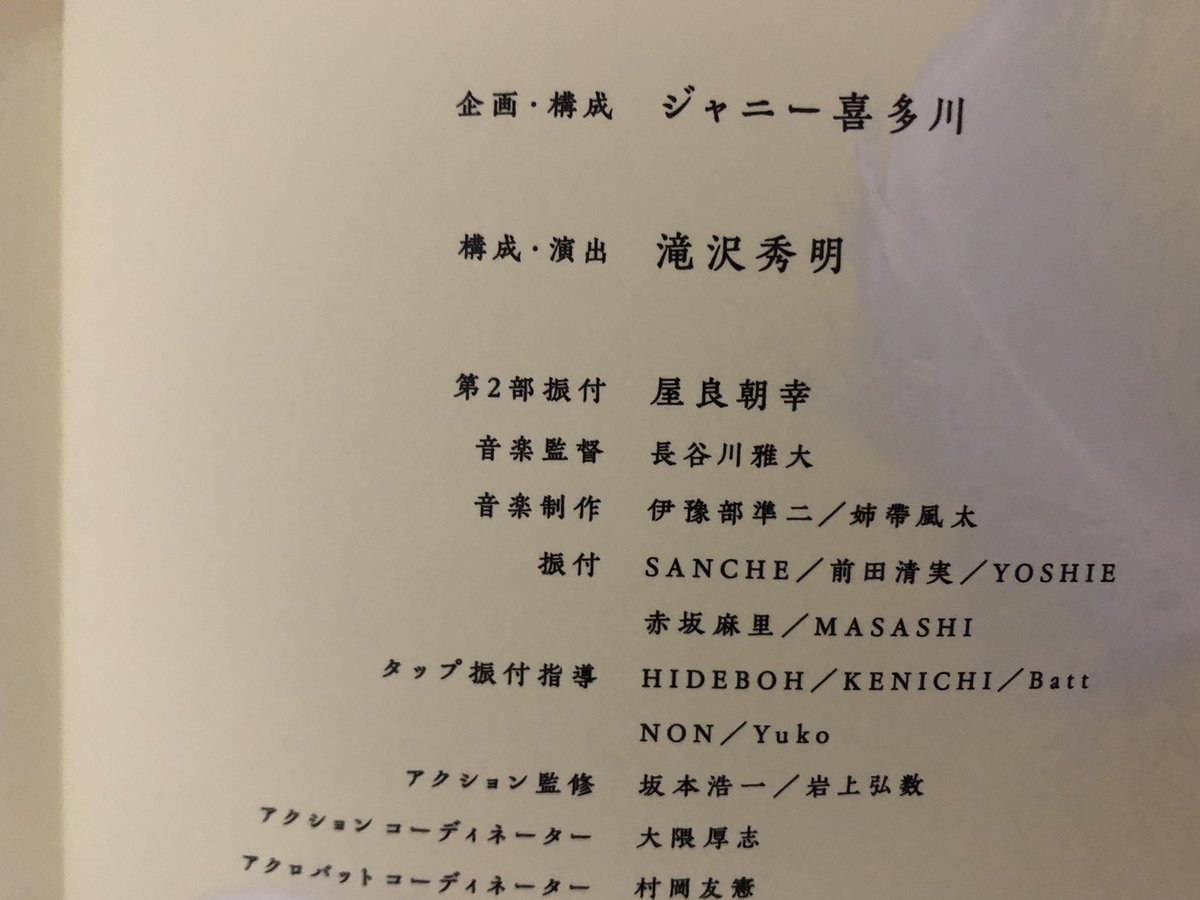 企画・構成 ジャニー喜多川
構成・演出 滝沢秀明
第2部振付 屋良朝幸
音楽監督 長谷川雅大
音楽制作 伊豫部準二／姉帶風太
振付 SANCHE／前田清実／YOSHIE
赤坂麻里／MASASHI
タップ振付指導 HIDEBOH／KENICHI／Batt
NON／Yuko
アクション監修 坂本浩一／岩上弘数
アクションコーディネーター 大隈厚志
アクロバットコーディネーター 村岡友憲